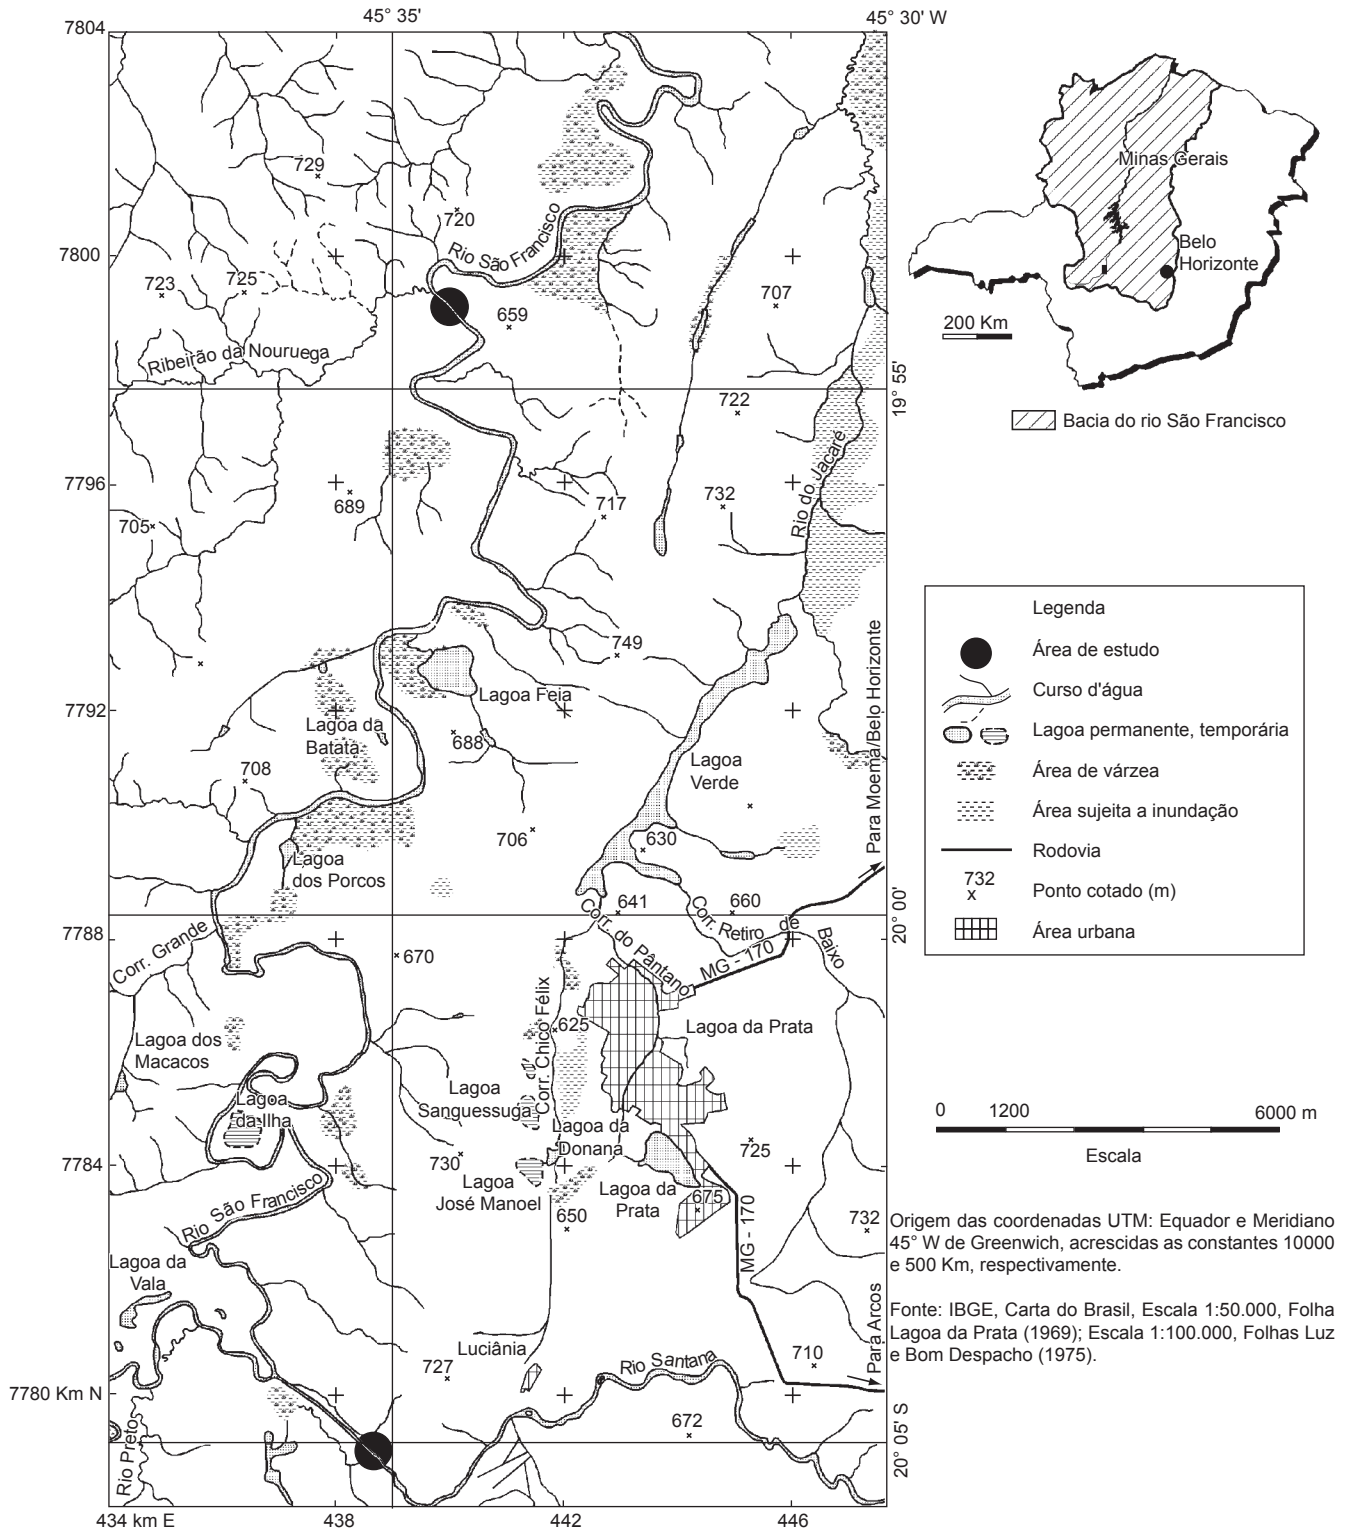 45° 35'
45° 30' W
7804
7800
7796
7792
7788
7784
7780 Km N
434 km E
438
442
446
19° 55'
20° 00'
20° 05' S
729
720
Rio São Francisco
723
725
659
707
Ribeirão da Nouruega
722
Rio do Jacaré
689
717
732
705
749
Lagoa Feia
Lagoa da
Batata
688
Lagoa
Verde
708
706
630
Lagoa
dos Porcos
641
660
Corr. Retiro de
Baixo
Corr. do Pântano
MG - 170
Corr. Grande
670
Corr. Chico Félix
625
Lagoa da Prata
Lagoa dos
Macacos
Lagoa
Sanguessuga
Lagoa
da Ilha
Lagoa da
Donana
725
730
Lagoa
José Manoel
Lagoa da
Prata
675
Rio São Francisco
650
732
MG - 170
Lagoa da
Vala
Luciânia
727
Rio Santana
710
672
Rio Preto
Para Moema/Belo Horizonte
Para Arcos
Minas Gerais
Belo
Horizonte
200 Km
Bacia do rio São Francisco
Legenda
Área de estudo
Curso d'água
Lagoa permanente, temporária
Área de várzea
Área sujeita a inundação
Rodovia
732
x
Ponto cotado (m)
Área urbana
0 1200 6000 m
Escala
Origem das coordenadas UTM: Equador e Meridiano
45° W de Greenwich, acrescidas as constantes 10000
e 500 Km, respectivamente.
Fonte: IBGE, Carta do Brasil, Escala 1:50.000, Folha
Lagoa da Prata (1969); Escala 1:100.000, Folhas Luz
e Bom Despacho (1975).